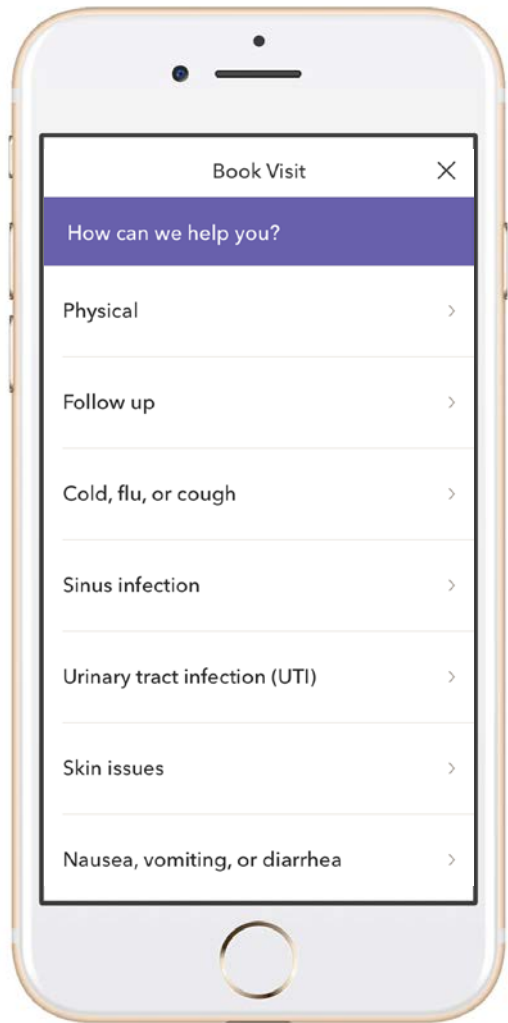 Book Visit
How can we help you?
Physical
Follow up
Cold, flu, or cough
Sinus infection
Urinary tract infection (UTI)
Skin issues
Nausea, vomiting, or diarrhea